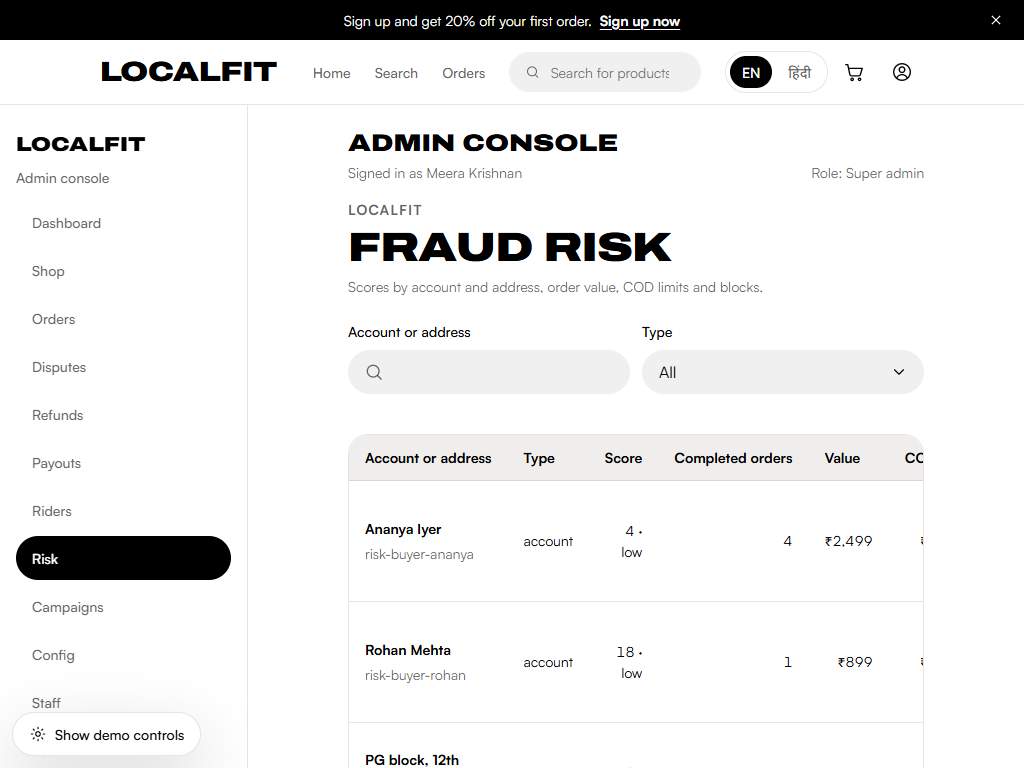 Sign up and get 20% off your first order. Sign up now
LOCALFIT
Home
Search
Orders
Search for products
EN
हिंदी
LOCALFIT
Admin console
Dashboard
Shop
Orders
Disputes
Refunds
Payouts
Riders
Risk
Campaigns
Config
Staff
Show demo controls
ADMIN CONSOLE
Signed in as Meera Krishnan
Role: Super admin
LOCALFIT
FRAUD RISK
Scores by account and address, order value, COD limits and blocks.
Account or address
Type
All
Account or address Type Score Completed orders Value
Ananya Iyer
risk-buyer-ananya
account
4 ·
low
4
₹2,499
Rohan Mehta
risk-buyer-rohan
account
18 ·
low
1
₹899
PG block, 12th